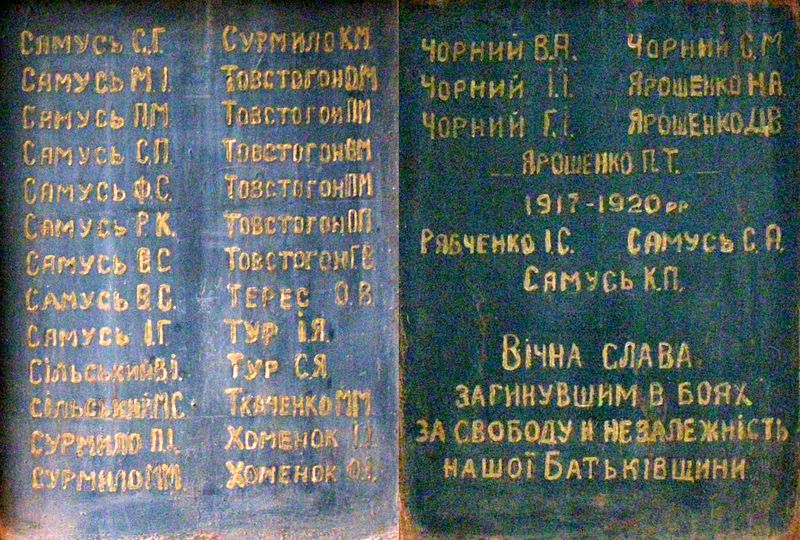 Самусь С.Г.
Самусь М.І.
Самусь П.М.
Самусь С.П.
Самусь Ф.С.
Самусь Р.К.
Самусь В.С.
Самусь В.С.
Самусь І.Г
Сільський В.І.
Сільський М.С.
Сурмило П.І.
Сурмило М.М.
Сурмило К.М.
Товстогон О.М
Товстогон П.М
Товстогон В.М
Товстогон П.М
Товстогон О.П
Товстогон Г.В
Терес О.В.
Тур І.Я.
Тур С.Я
Ткаченко М.М
Хоменок І.І.
Хоменок О.І.
Чорний В.А. Чорний С.М
Чорний І.І. Ярошенко Н.А.
Чорний Г.І. Ярошенко Д.В
Ярошенко П.Т.
1917-1920 рр
Рябченко І.С. Самусь С.А.
Самусь К.П.
Вічна слава
загинувшим в боях
за свободу и незалежність
нашої Батьківщини